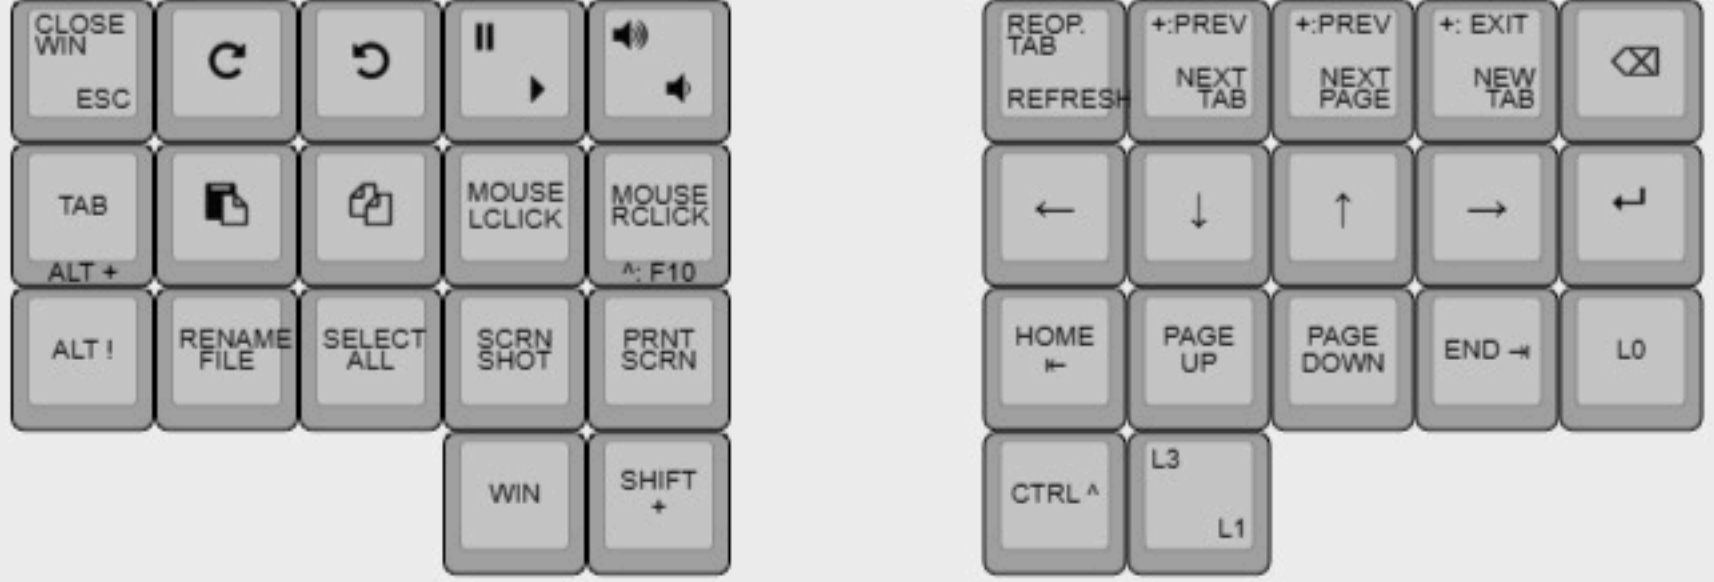 CLOSE
WIN
ESC
REOP.
TAB
REFRESH
+:PREV
NEXT
TAB
+:PREV
NEXT
PAGE
+: EXIT
NEW
TAB
TAB
ALT +
MOUSE
LCLICK
MOUSE
RCLICK
^: F10
←
↓
↑
→
↵
ALT !
RENAME
FILE
SELECT
ALL
SCRN
SHOT
PRNT
SCRN
HOME
⇤
PAGE
UP
PAGE
DOWN
END ⇥
L0
WIN
SHIFT
+
CTRL ^
L3
L1